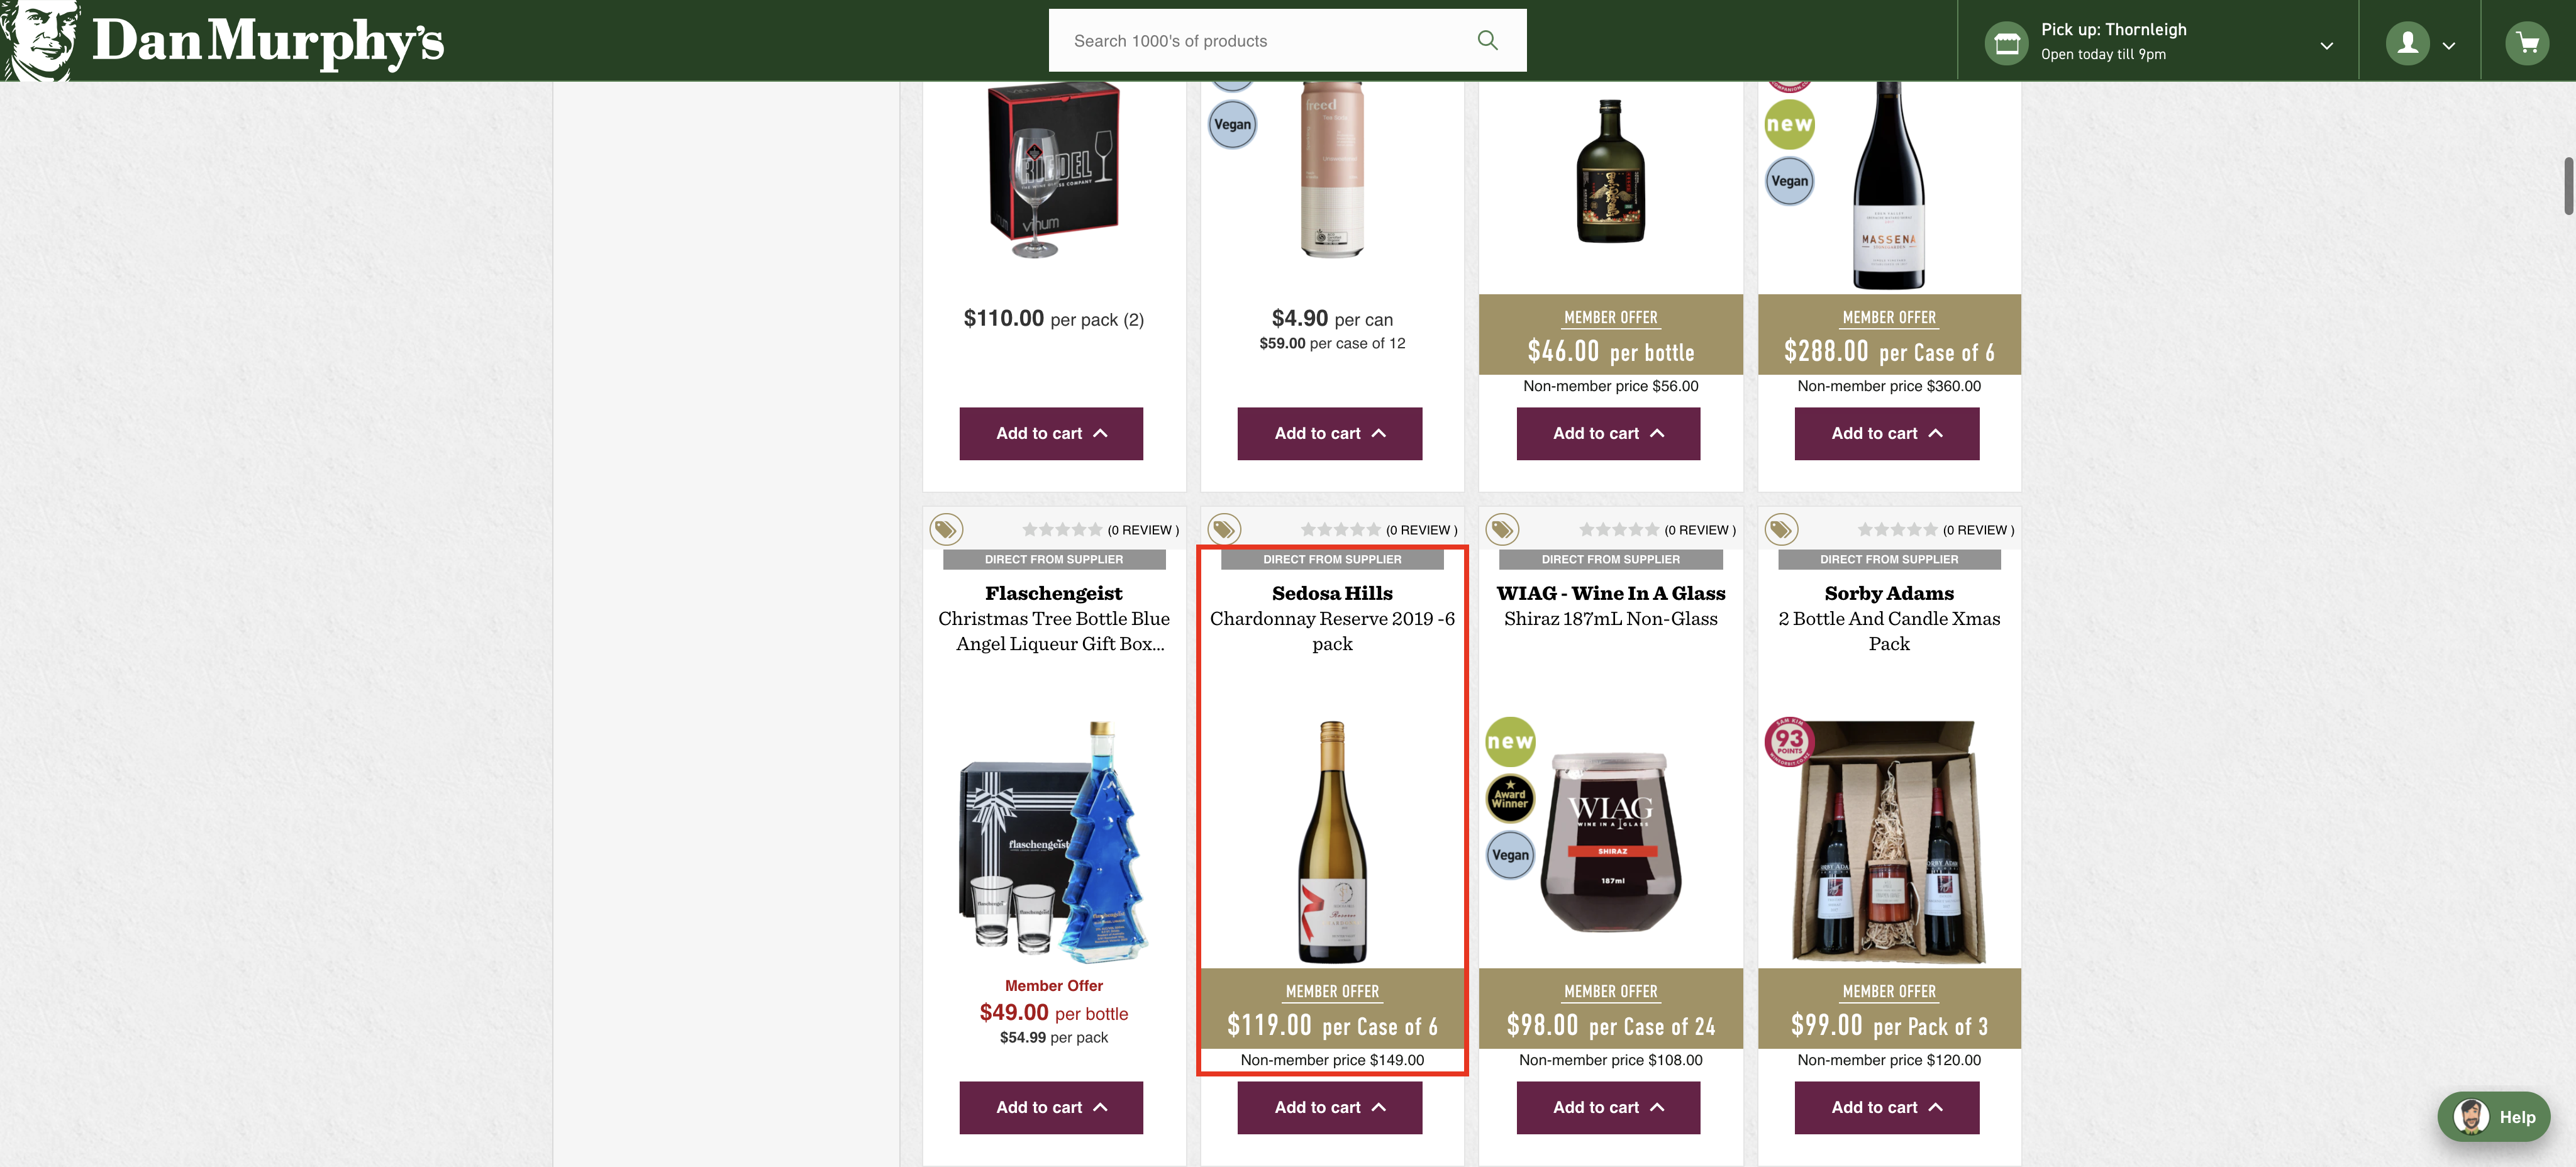 Dan Murphy's
Search 1000's of products
Pick up: Thornleigh
Open today till 9pm
RIEDEL
THE WINE GLASS COMPANY
vinum
$110.00 per pack (2)
Add to cart
Vegan
freed
$4.90 per can
$59.00 per case of 12
Add to cart
MEMBER OFFER
$46.00 per bottle
Non-member price $56.00
Add to cart
new
Vegan
MASSENA
MEMBER OFFER
$288.00 per Case of 6
Non-member price $360.00
Add to cart
(0 REVIEW )
DIRECT FROM SUPPLIER
Flaschengeist
Christmas Tree Bottle Blue
Angel Liqueur Gift Box...
flaschengeist
Member Offer
$49.00 per bottle
$54.99 per pack
Add to cart
(0 REVIEW )
DIRECT FROM SUPPLIER
Sedosa Hills
Chardonnay Reserve 2019 -6
pack
Reserve
MEMBER OFFER
$119.00 per Case of 6
Non-member price $149.00
Add to cart
(0 REVIEW )
DIRECT FROM SUPPLIER
WIAG - Wine In A Glass
Shiraz 187mL Non-Glass
new
Award
Winner
Vegan
WIAG
WINE IN A GLASS
SHIRAZ
187ml
MEMBER OFFER
$98.00 per Case of 24
Non-member price $108.00
Add to cart
(0 REVIEW )
DIRECT FROM SUPPLIER
Sorby Adams
2 Bottle And Candle Xmas
Pack
SAM KIM
93
POINTS
MEMBER OFFER
$99.00 per Pack of 3
Non-member price $120.00
Add to cart
Help